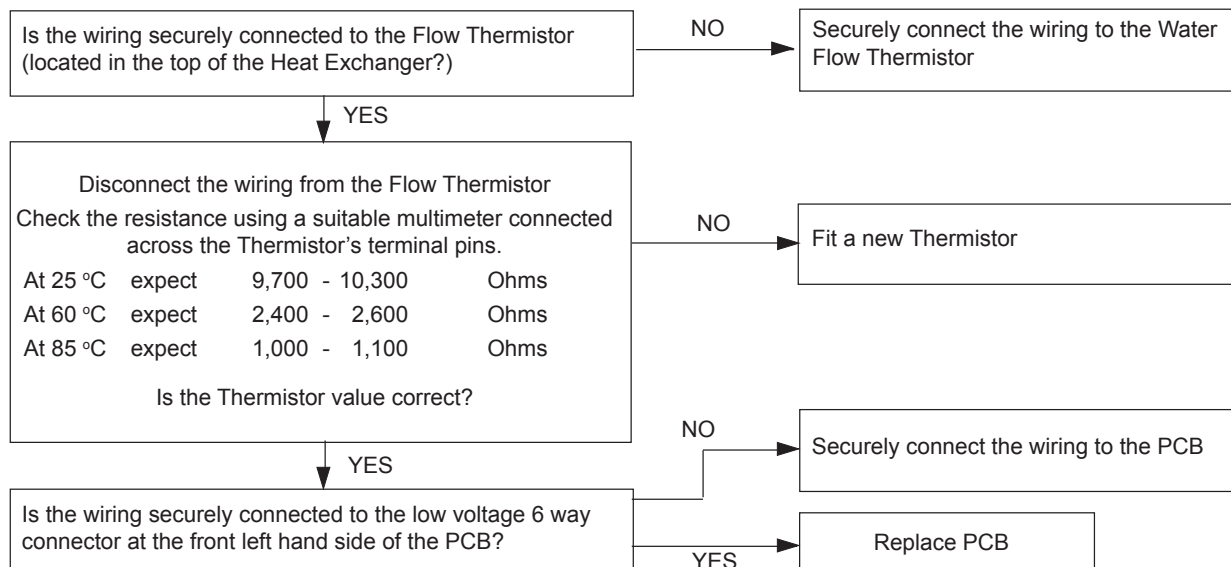 Is the wiring securely connected to the Flow Thermistor
(located in the top of the Heat Exchanger?)
NO
Securely connect the wiring to the Water
Flow Thermistor
YES
Disconnect the wiring from the Flow Thermistor
Check the resistance using a suitable multimeter connected
across the Thermistor’s terminal pins.
At 25 ºC expect 9,700 - 10,300 Ohms
At 60 ºC expect 2,400 - 2,600 Ohms
At 85 ºC expect 1,000 - 1,100 Ohms
Is the Thermistor value correct?
NO
Fit a new Thermistor
YES
Is the wiring securely connected to the low voltage 6 way
connector at the front left hand side of the PCB?
NO
Securely connect the wiring to the PCB
YES
Replace PCB